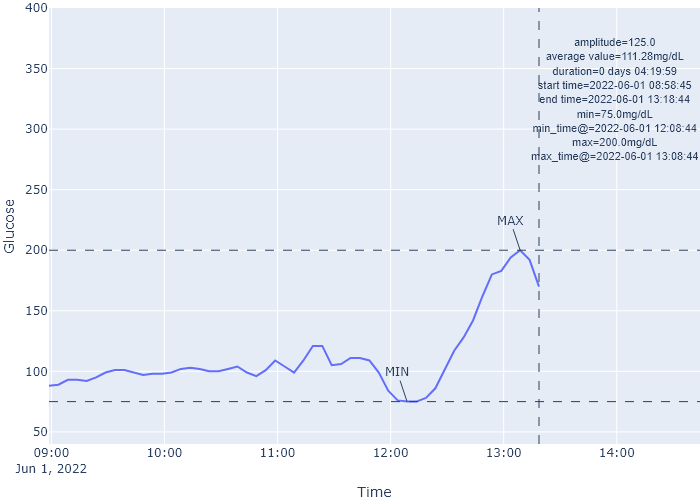 400
350
300
250
200
150
100
50
Glucose
amplitude=125.0
average value=111.28mg/dL
duration=0 days 04:19:59
start time=2022-06-01 08:58:45
end time=2022-06-01 13:18:44
min=75.0mg/dL
min_time@=2022-06-01 12:08:44
max=200.0mg/dL
max_time@=2022-06-01 13:08:44
MAX
MIN
09:00 10:00 11:00 12:00 13:00 14:00
Jun 1, 2022
Time